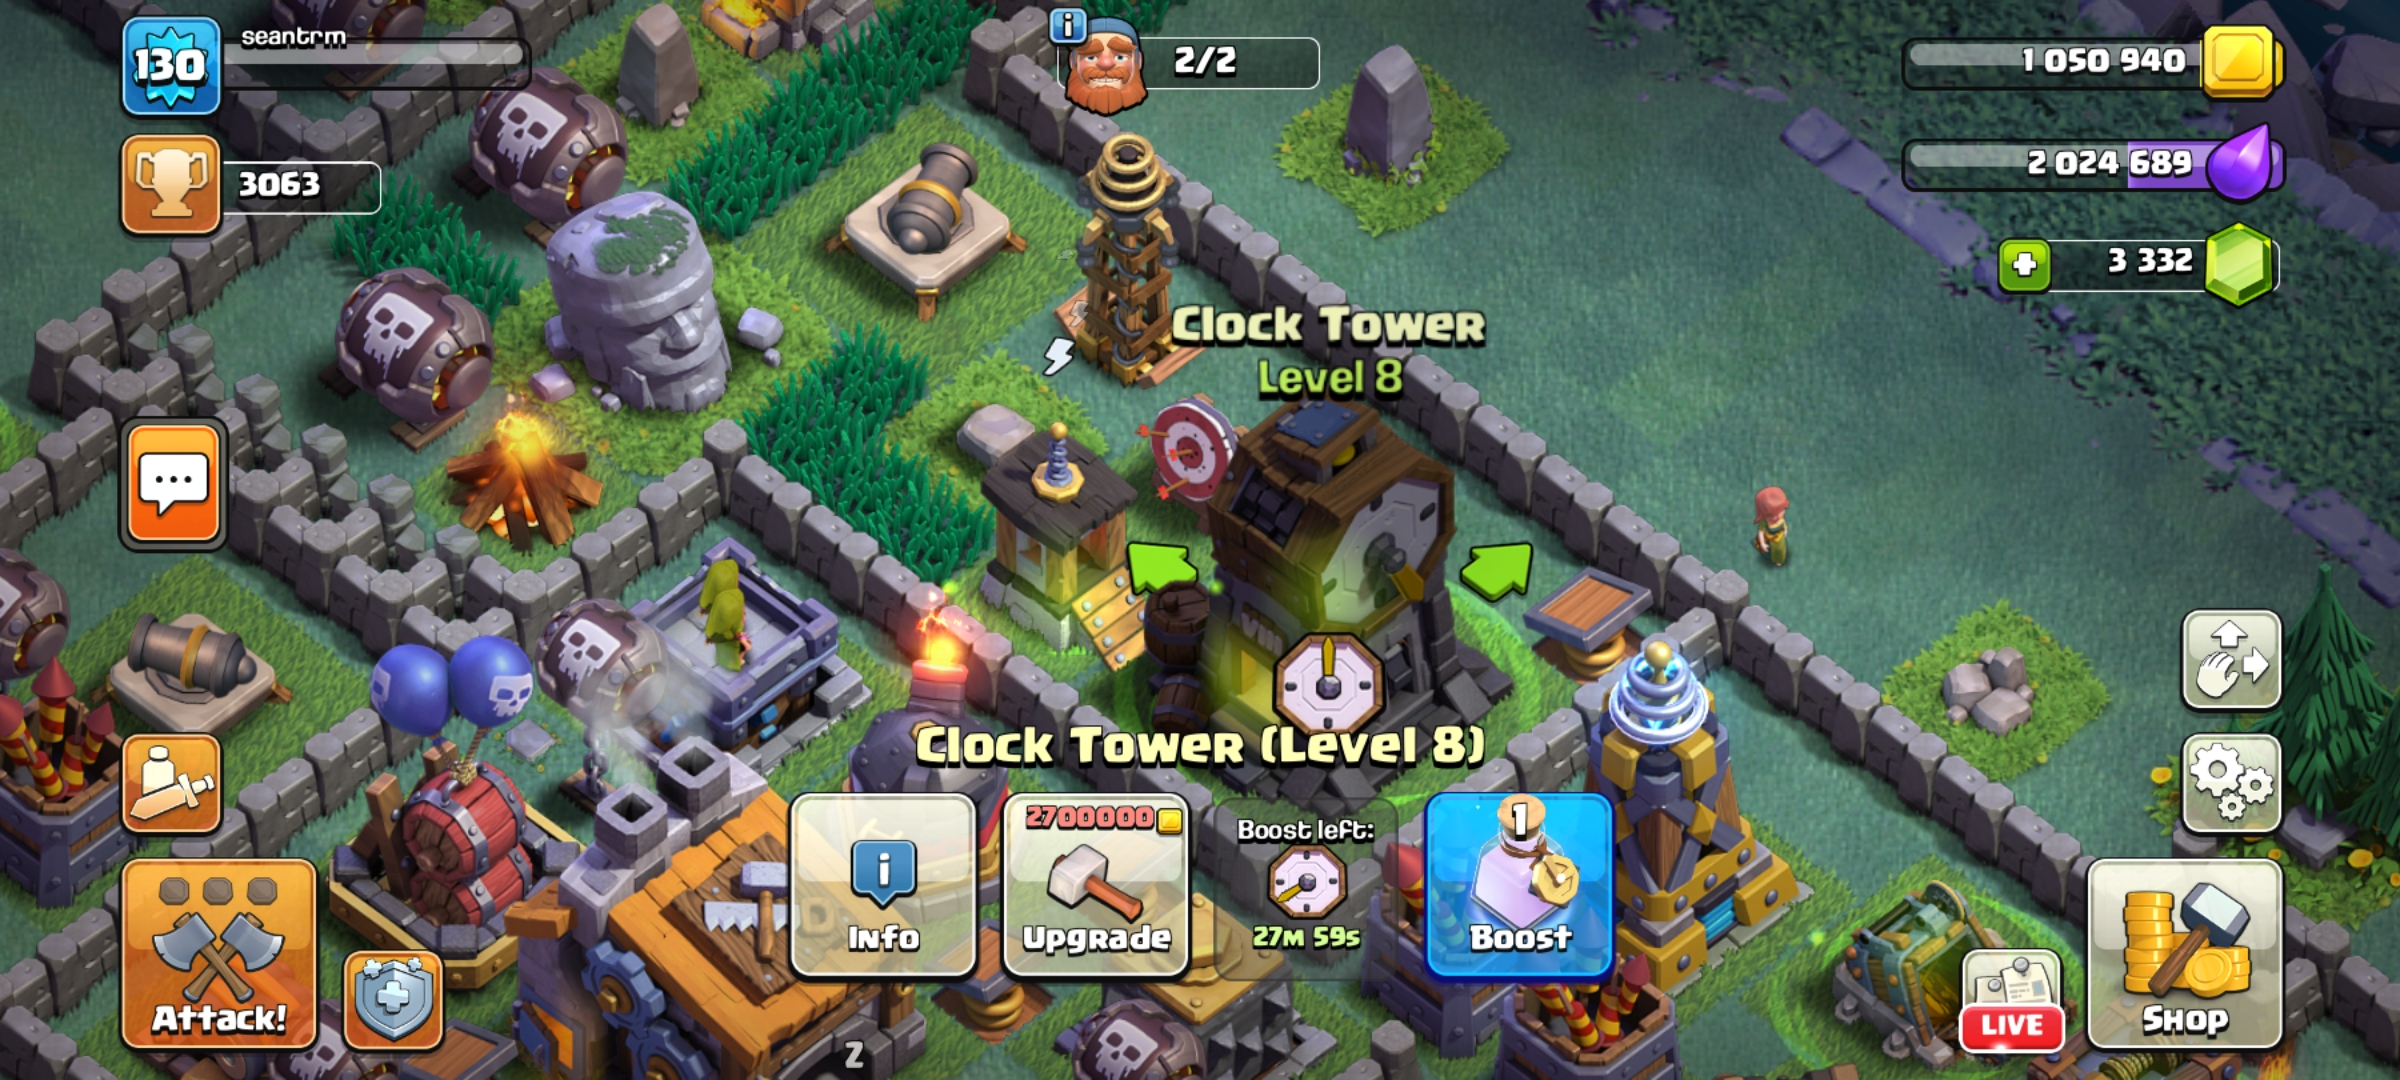 seantrm
130
2/2
1 050 940
3063
2 024 689
3 332
Clock Tower
Level 8
VIII
Clock Tower (Level 8)
2700000
Boost left:
1
Info
Upgrade
27M 59s
Boost
Attack!
LIVE
Shop
Z